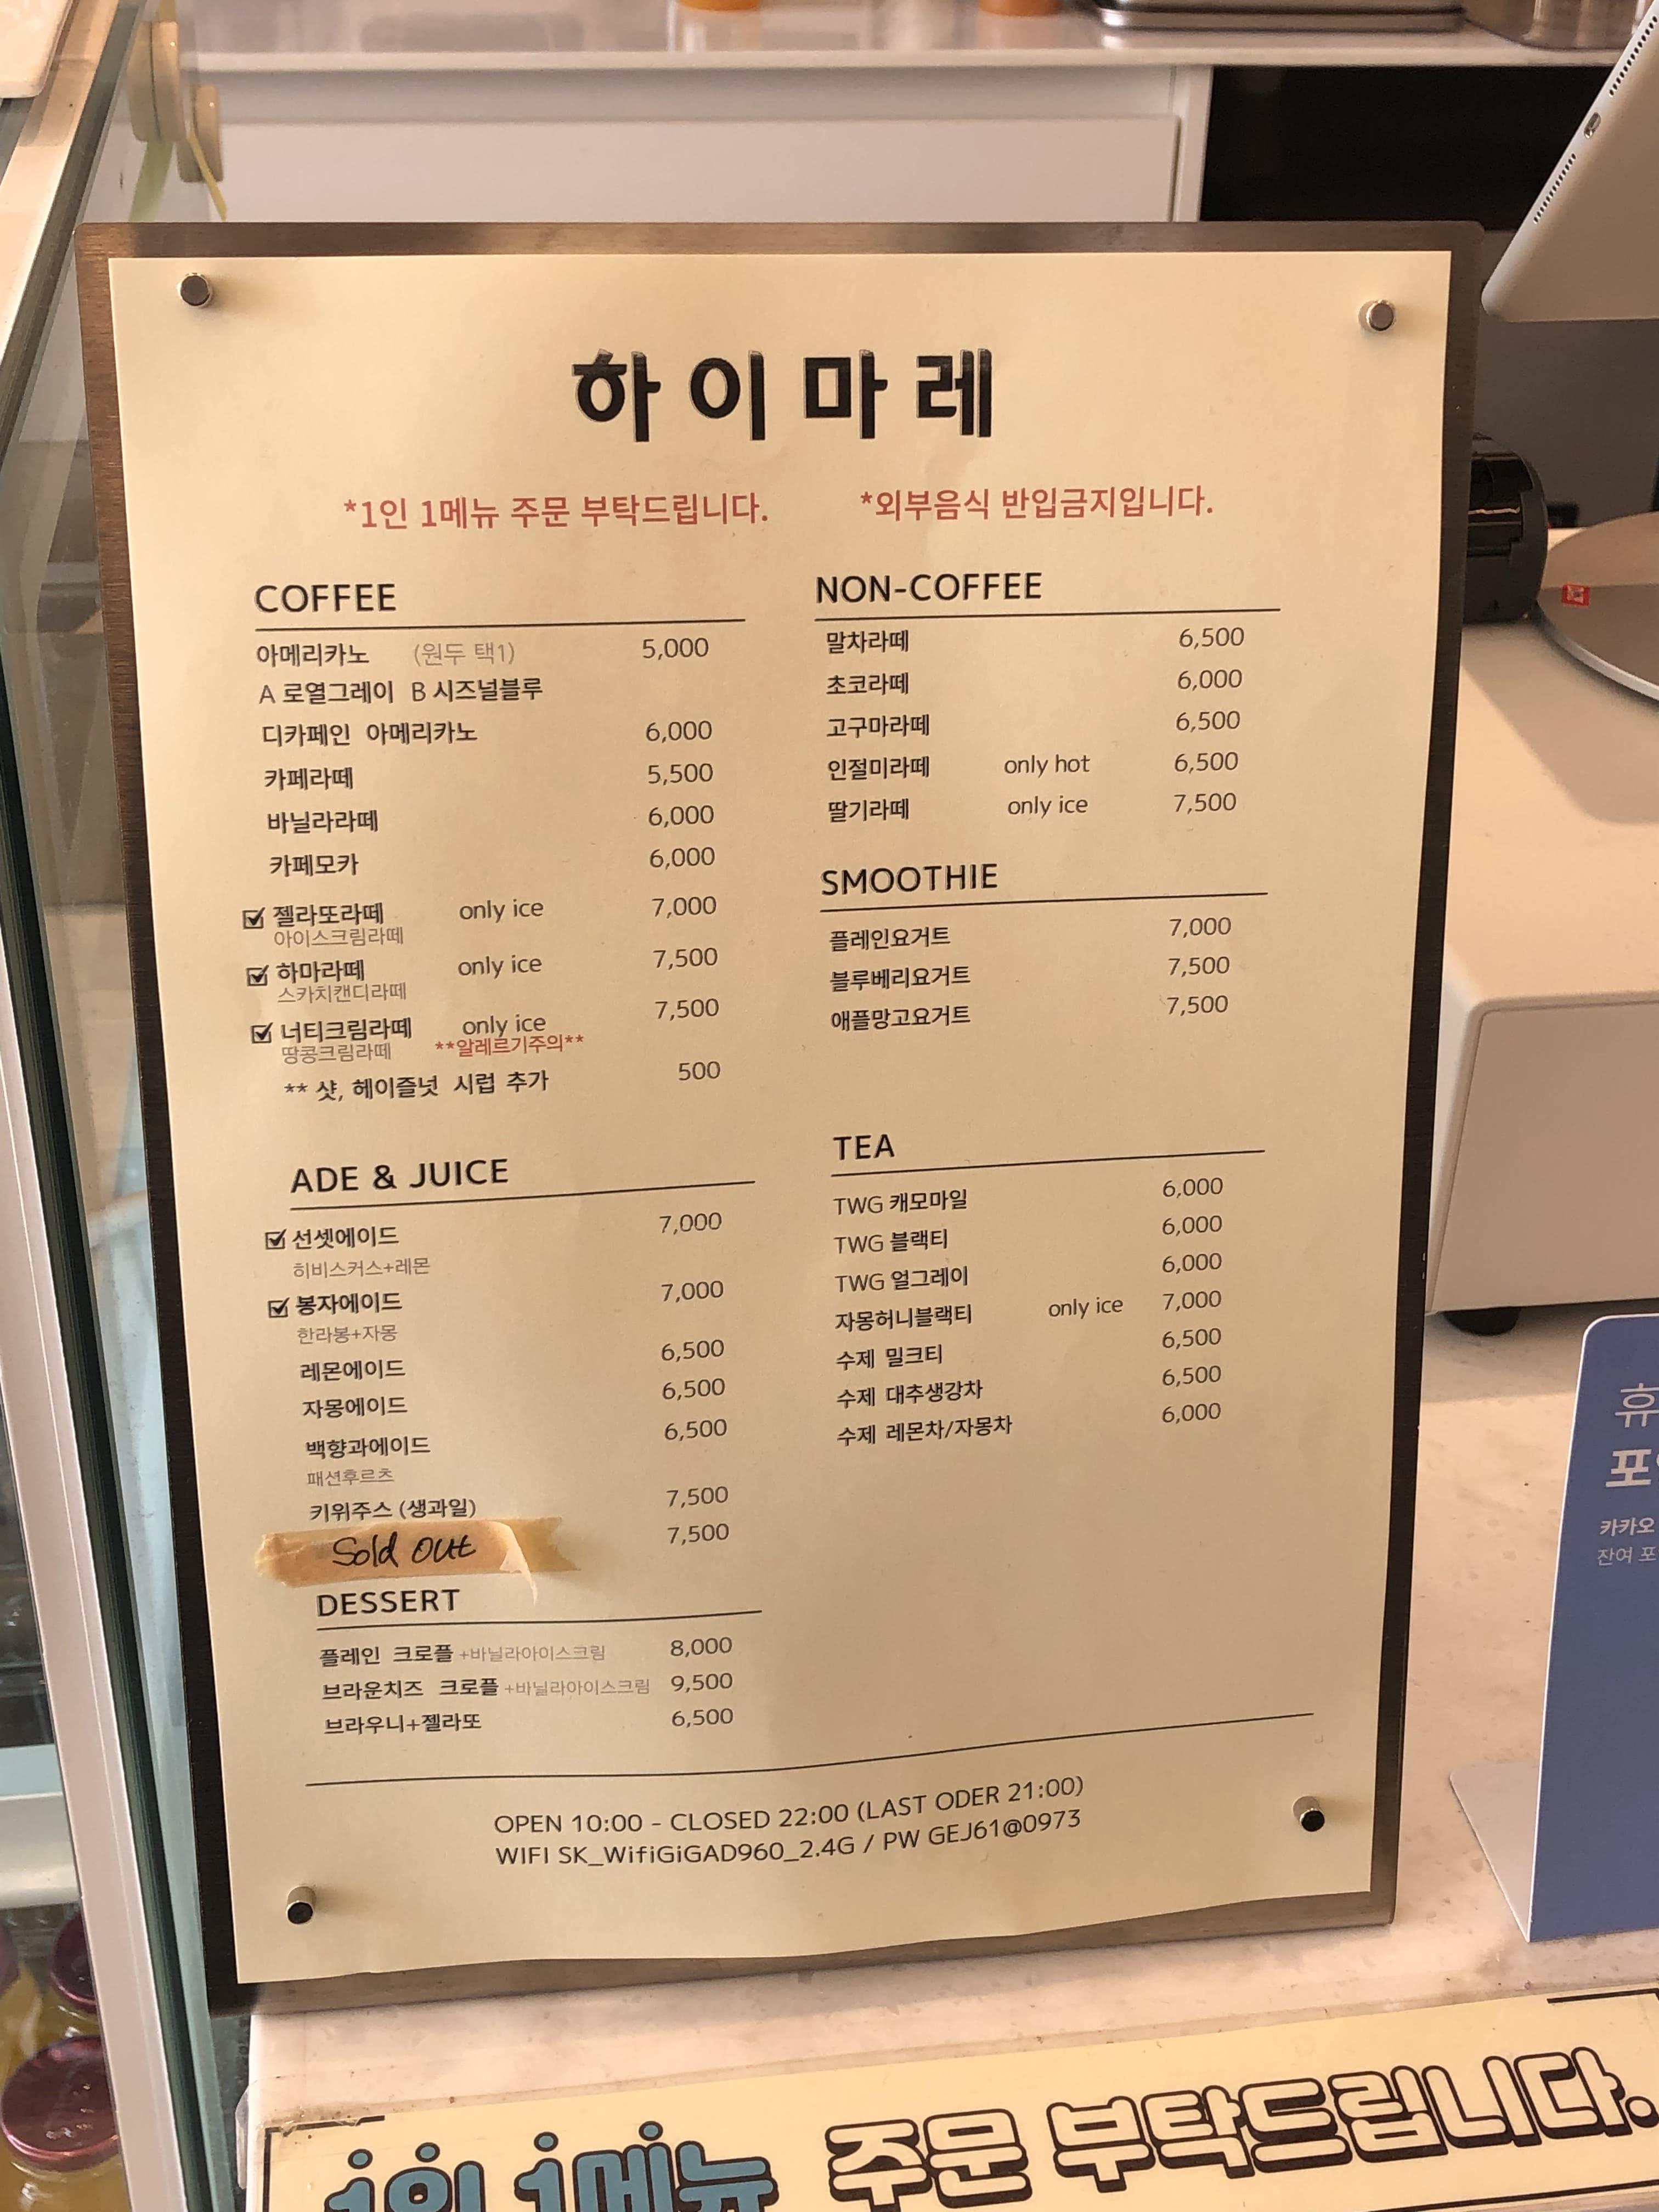 하이마레
*1인 1메뉴 주문 부탁드립니다. *외부음식 반입금지입니다.
COFFEE
아메리카노 (원두 택1) 5,000
A 로열그레이 B 시즈널블루
디카페인 아메리카노 6,000
카페라떼 5,500
바닐라라떼 6,000
카페모카 6,000
젤라또라떼 only ice 7,000
아이스크림라떼
하마라떼 only ice 7,500
스카치캔디라떼
너티크림라떼 only ice 7,500
땅콩크림라떼 **알레르기주의**
** 샷, 헤이즐넛 시럽 추가 500
ADE & JUICE
선셋에이드 7,000
히비스커스+레몬
봉자에이드 7,000
한라봉+자몽
레몬에이드 6,500
자몽에이드 6,500
백향과에이드 6,500
패션후르츠
키위주스 (생과일) 7,500
Sold out 7,500
DESSERT
플레인 크로플 +바닐라아이스크림 8,000
브라운치즈 크로플 +바닐라아이스크림 9,500
브라우니+젤라또 6,500
NON-COFFEE
말차라떼 6,500
초코라떼 6,000
고구마라떼 6,500
인절미라떼 only hot 6,500
딸기라떼 only ice 7,500
SMOOTHIE
플레인요거트 7,000
블루베리요거트 7,500
애플망고요거트 7,500
TEA
TWG 캐모마일 6,000
TWG 블랙티 6,000
TWG 얼그레이 6,000
자몽허니블랙티 only ice 7,000
수제 밀크티 6,500
수제 대추생강차 6,500
수제 레몬차/자몽차 6,000
OPEN 10:00 - CLOSED 22:00 (LAST ODER 21:00)
WIFI SK_WifiGiGAD960_2.4G / PW GEJ61@0973
카카오
잔여 포
1인 1메뉴 주문 부탁드립니다.